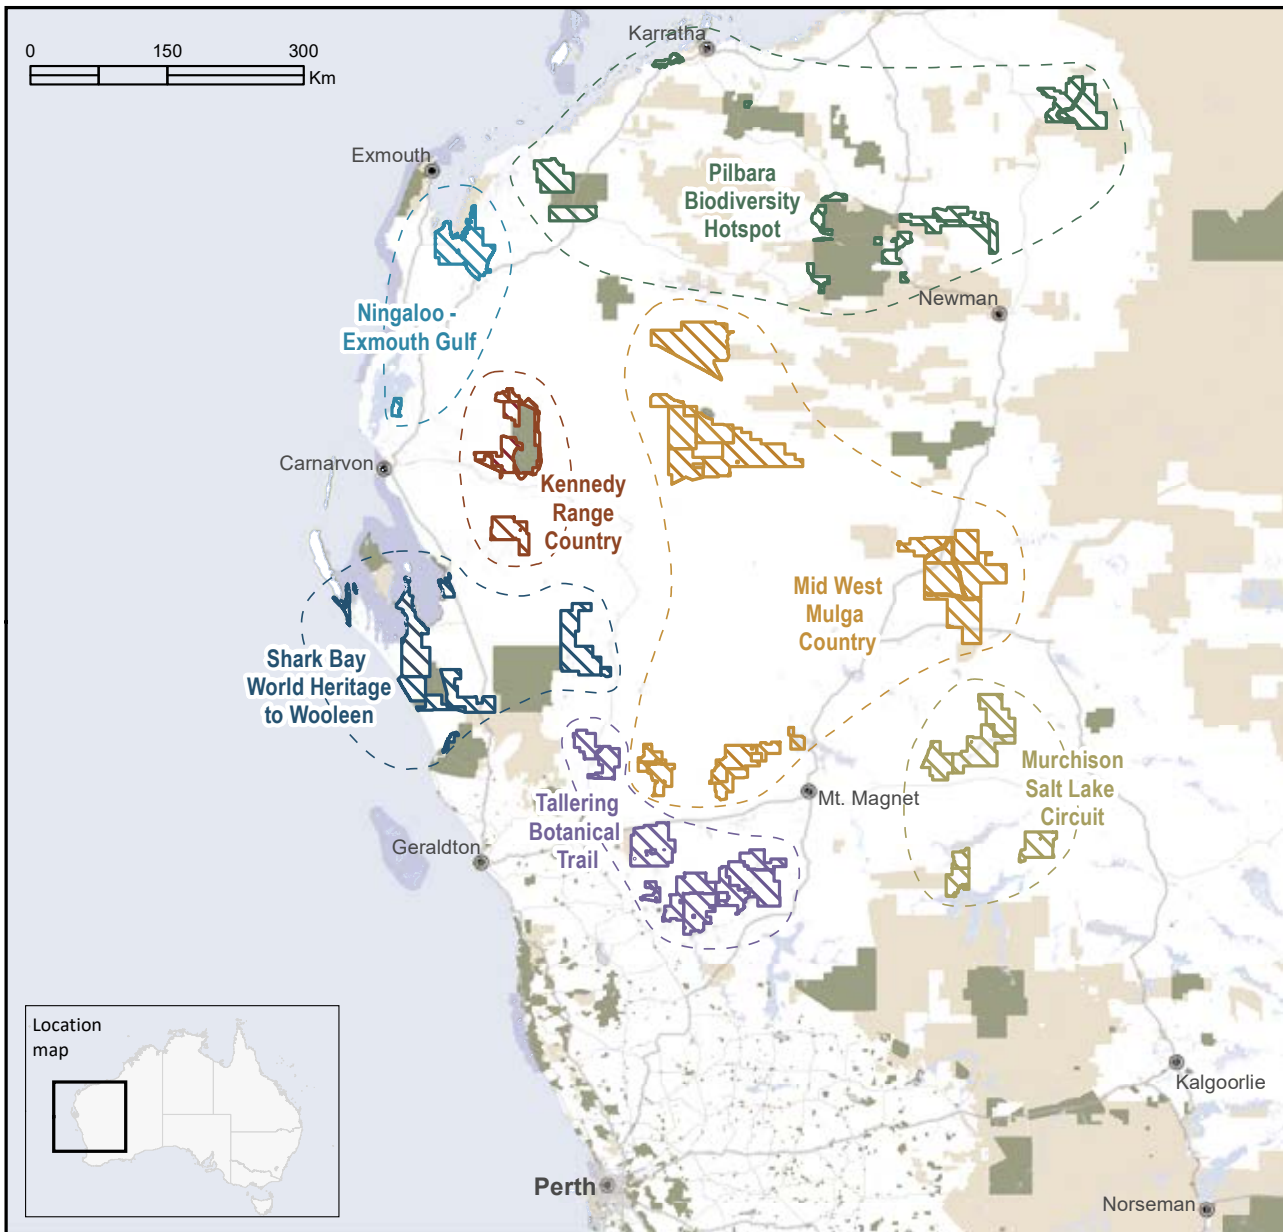 0 150 300
Km
Karratha
Exmouth
Pilbara
Biodiversity
Hotspot
Newman
Ningaloo -
Exmouth Gulf
Carnarvon
Kennedy
Range
Country
Mid West
Mulga
Country
Shark Bay
World Heritage
to Wooleen
Murchison
Salt Lake
Circuit
Mt. Magnet
Tallering
Botanical
Trail
Geraldton
Location
map
Kalgoorlie
Perth
Norseman